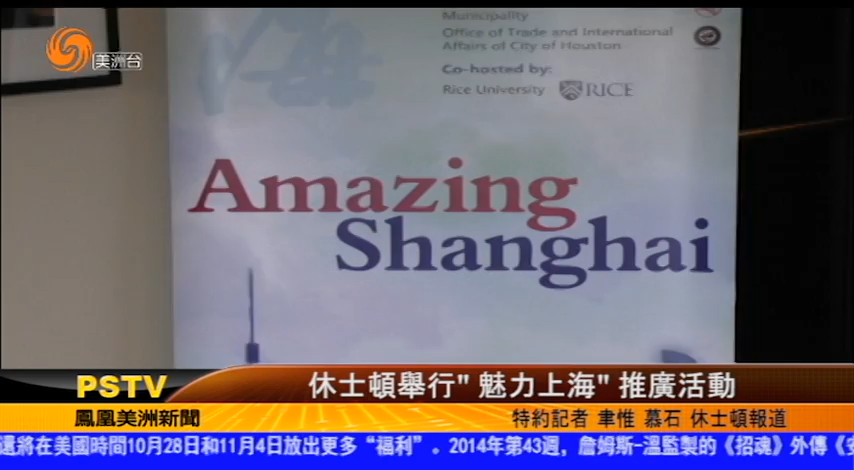 美洲台
Municipality
Office of Trade and International
Affairs of City of Houston
Co-hosted by:
Rice University RICE
Amazing
Shanghai
PSTV
休士頓舉行"魅力上海"推廣活動
鳳凰美洲新聞
特約記者 聿惟 慕石 休士頓報道
還將在美國時間10月28日和11月4日放出更多“福利”。2014年第43週，詹姆斯-溫監製的《招魂》外傳《安